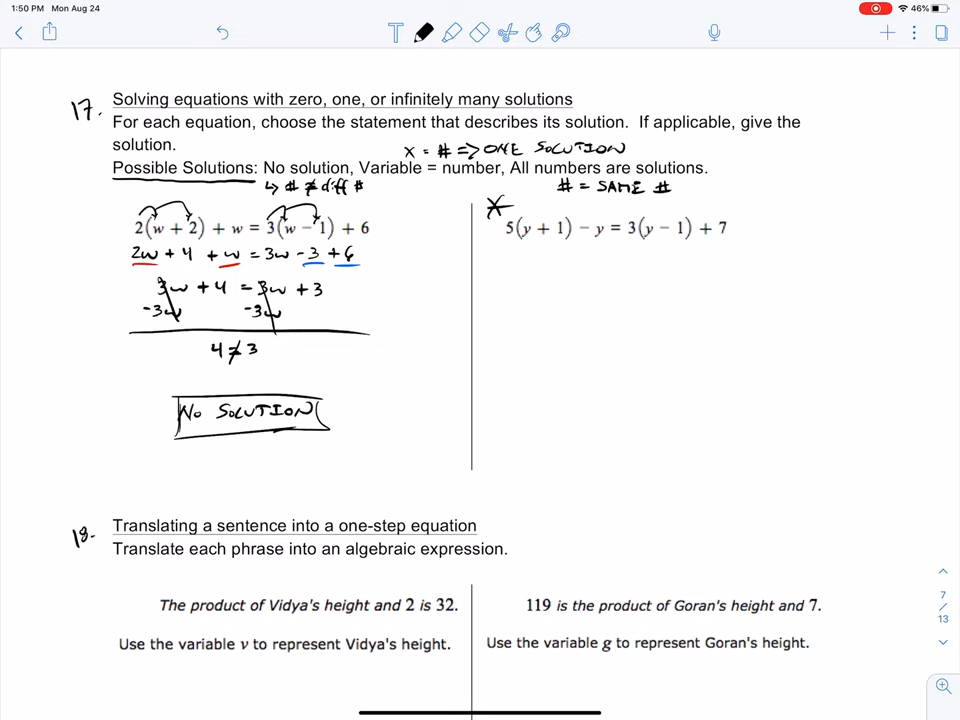 1:50 PM Mon Aug 24
46%
17. Solving equations with zero, one, or infinitely many solutions
For each equation, choose the statement that describes its solution. If applicable, give the
solution.
x = # => ONE SOLUTION
Possible Solutions: No solution, Variable = number, All numbers are solutions.
↳ # ≠ diff #
# = SAME #
2(w + 2) + w = 3(w − 1) + 6
2w + 4 + w = 3w - 3 + 6
3w + 4 = 3w + 3
-3w -3w
4 ≠ 3
NO SOLUTION
5(y + 1) − y = 3(y − 1) + 7
18. Translating a sentence into a one-step equation
Translate each phrase into an algebraic expression.
The product of Vidya's height and 2 is 32.
Use the variable v to represent Vidya's height.
119 is the product of Goran's height and 7.
Use the variable g to represent Goran's height.
7
/
13